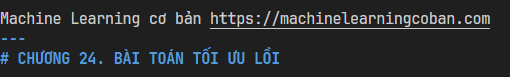 Machine Learning cơ bản https://machinelearningcoban.com
---
# CHƯƠNG 24. BÀI TOÁN TỐI ƯU LỒI